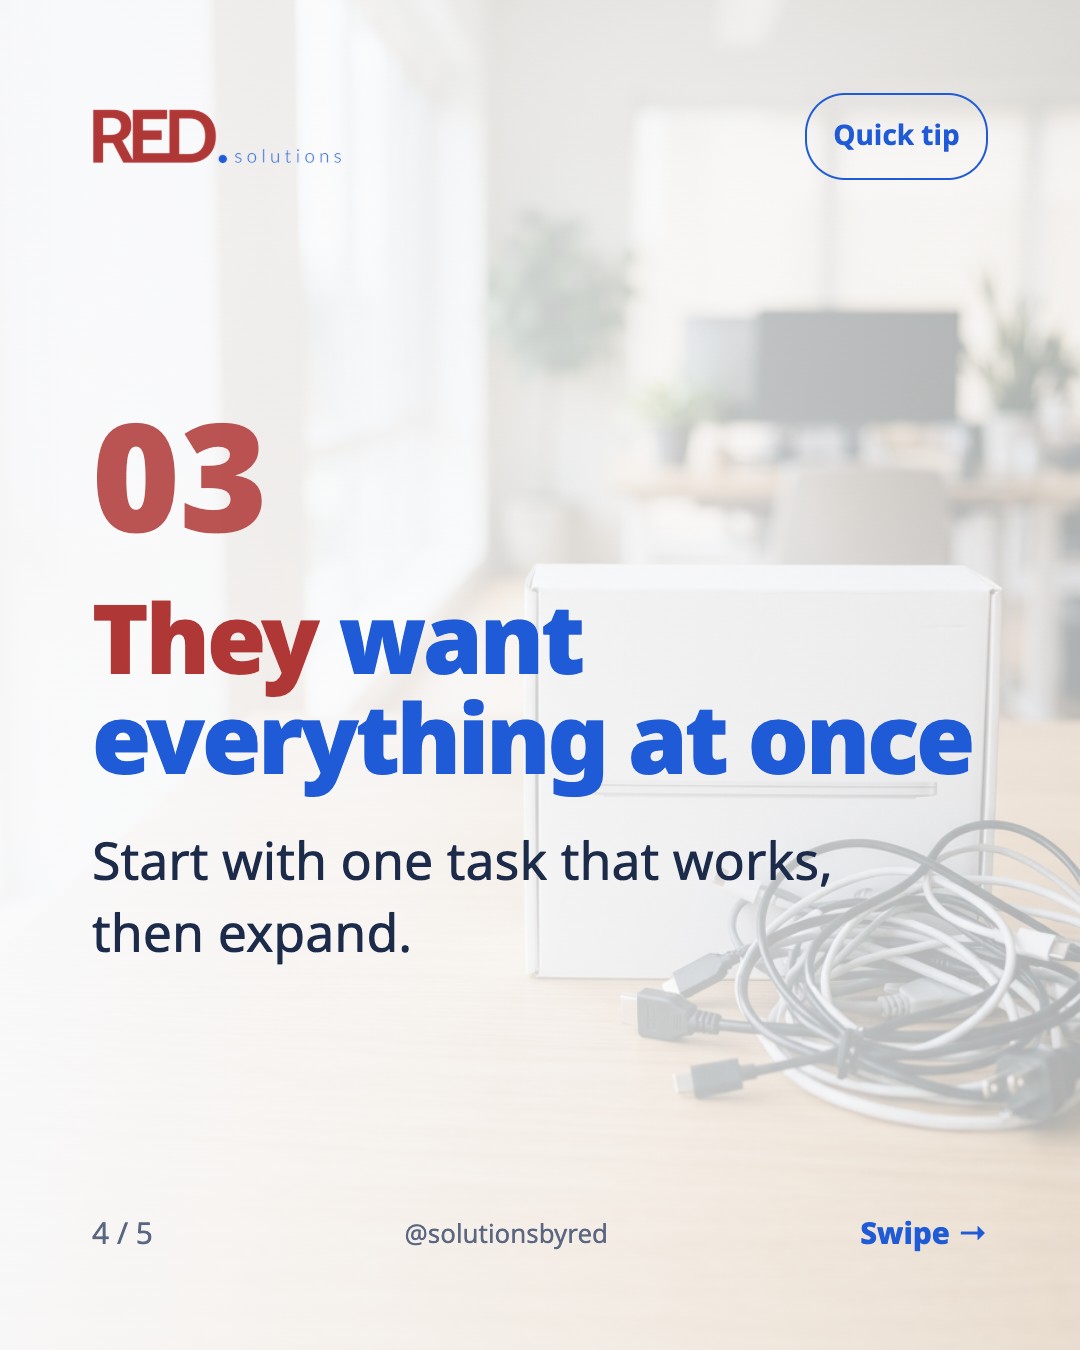 RED.solutions
Quick tip
03
They want
everything at once
Start with one task that works,
then expand.
4 / 5
@solutionsbyred
Swipe →